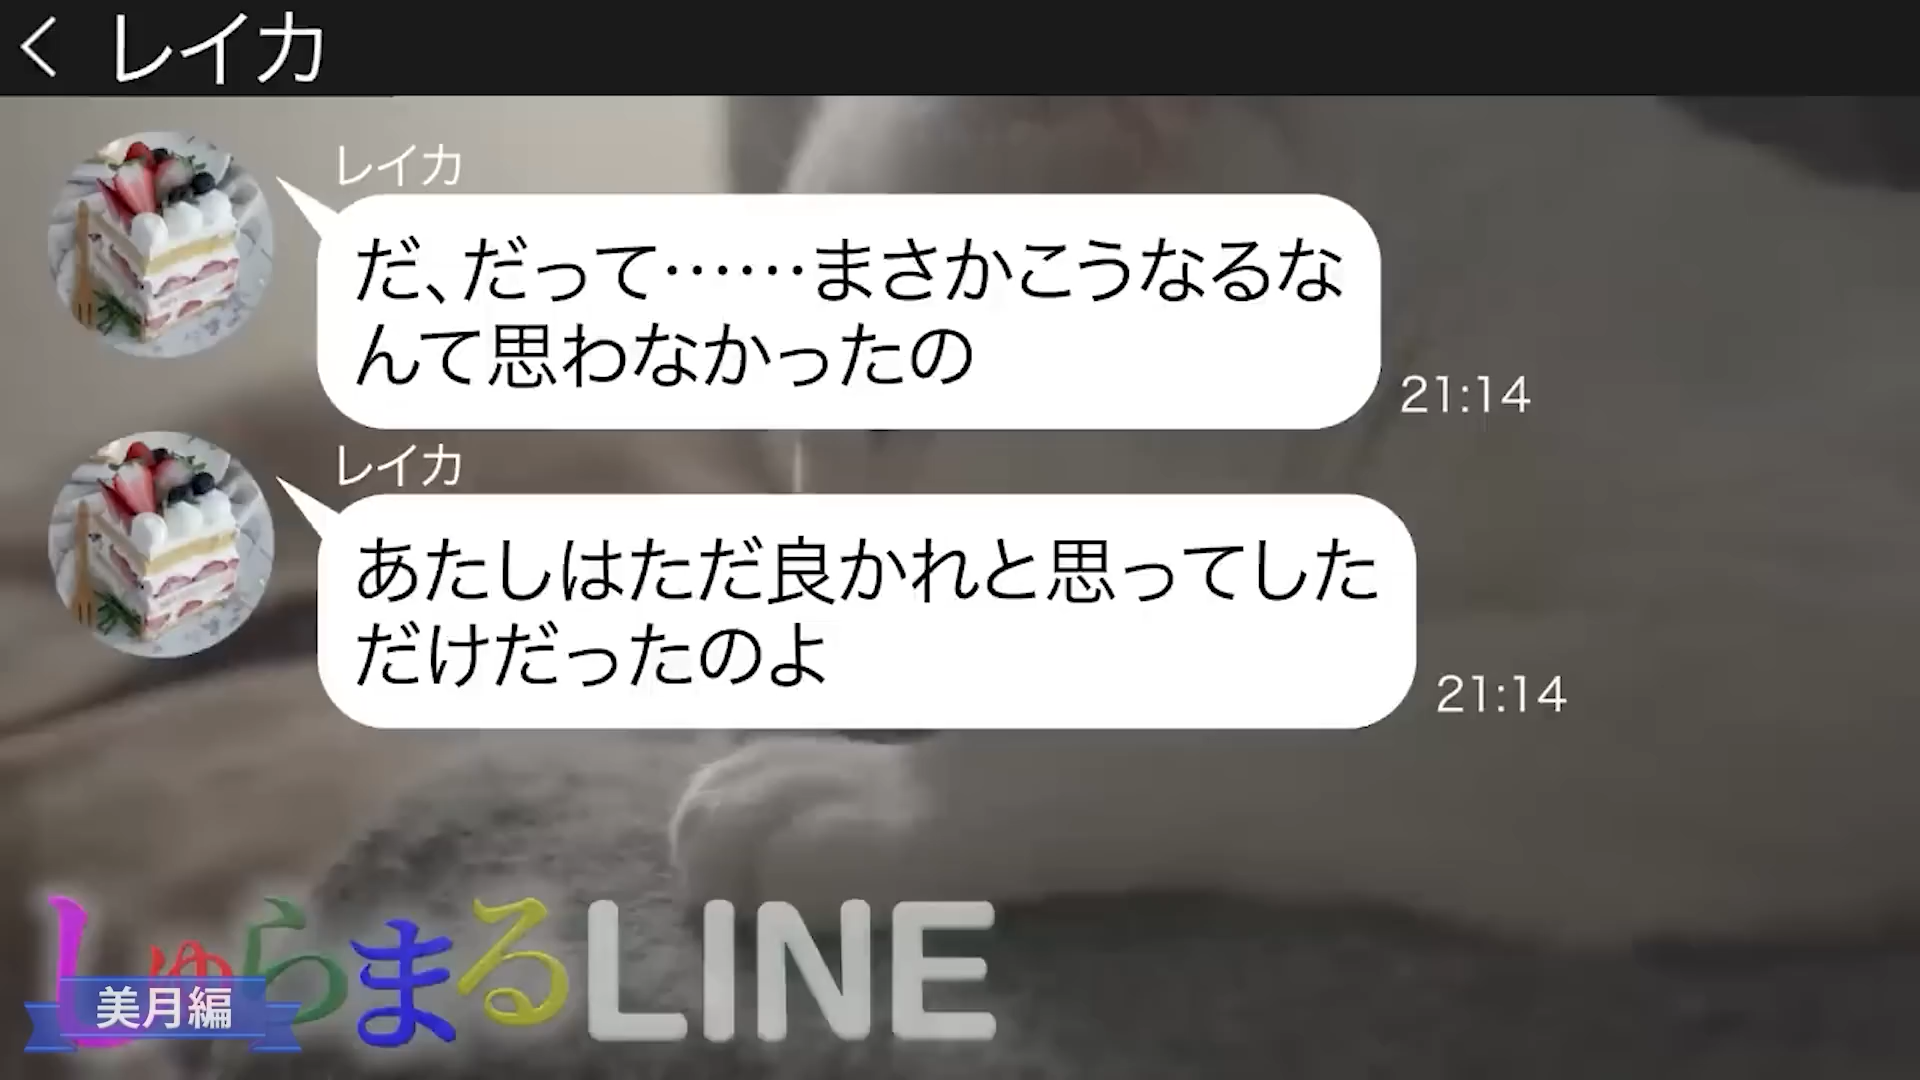 レイカ
レイカ
だ、だって……まさかこうなるな
んて思わなかったの
21:14
レイカ
あたしはただ良かれと思ってした
だけだったのよ
21:14
しゅらまるLINE
美月編